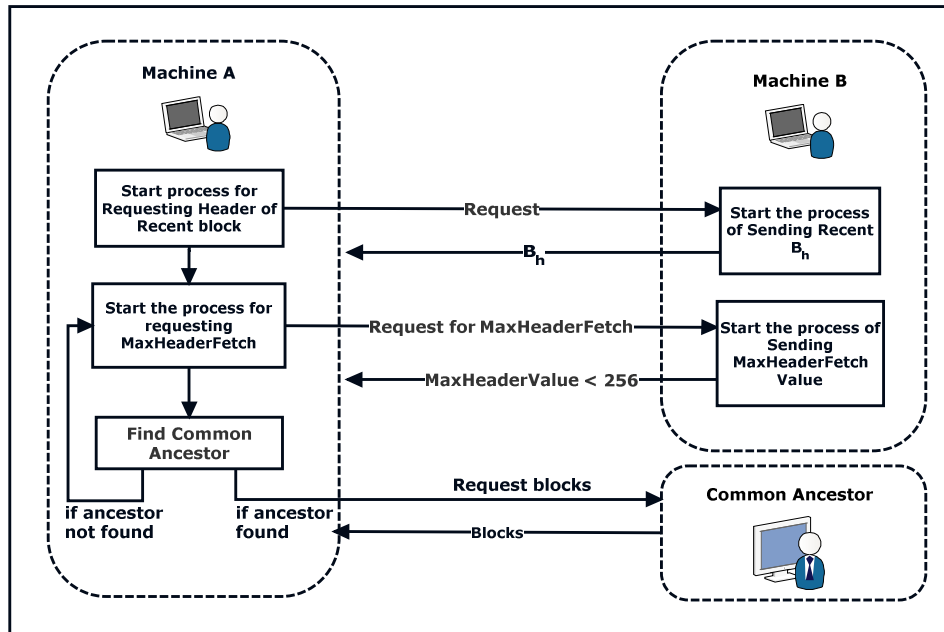 Machine A
Start process for
Requesting Header of
Recent block
Start the process for
requesting
MaxHeaderFetch
Find Common
Ancestor
if ancestor
not found
if ancestor
found
Request
Bₕ
Request for MaxHeaderFetch
MaxHeaderValue < 256
Request blocks
Blocks
Machine B
Start the process
of Sending Recent
Bₕ
Start the process of
Sending
MaxHeaderFetch
Value
Common Ancestor